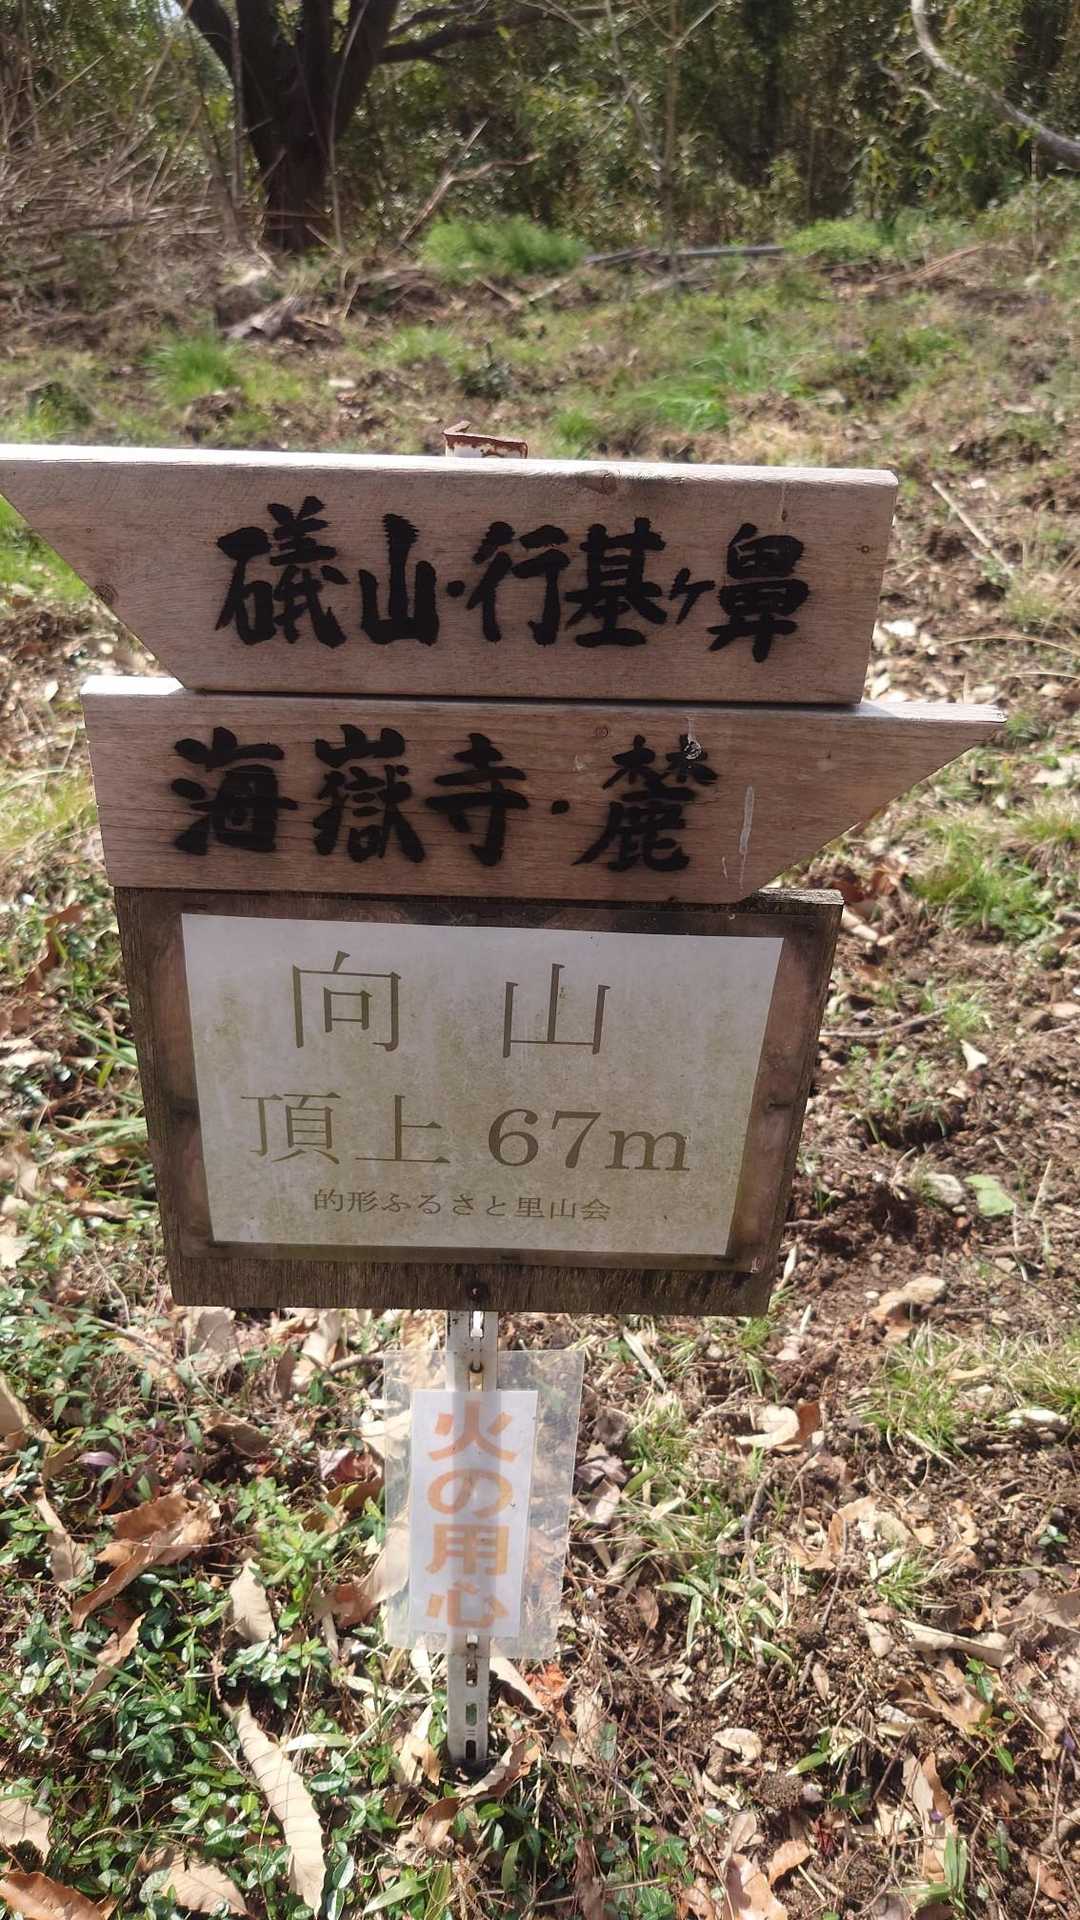 礒山・行基ヶ鼻
海嶽寺・麓
向山
頂上 67m
的形ふるさと里山会
火の用心